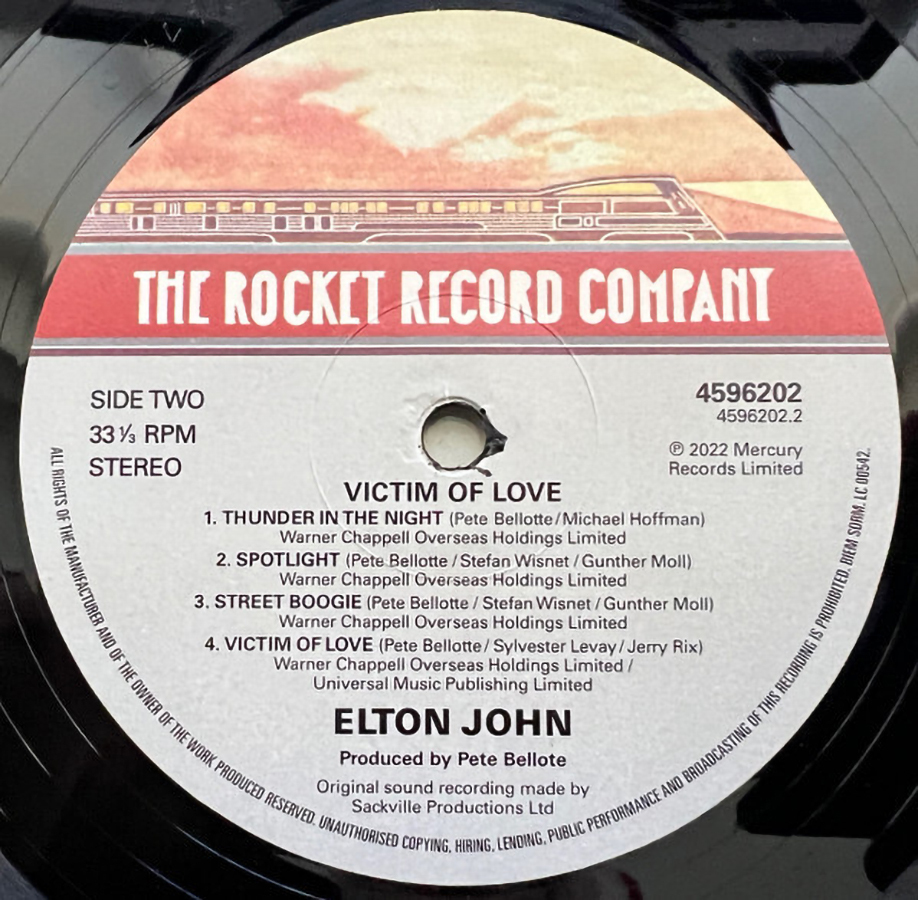 THE ROCKET RECORD COMPANY
SIDE TWO
33⅓ RPM
STEREO
4596202
4596202.2
℗ 2022 Mercury
Records Limited
VICTIM OF LOVE
1. THUNDER IN THE NIGHT (Pete Bellotte/Michael Hoffman)
Warner Chappell Overseas Holdings Limited
2. SPOTLIGHT (Pete Bellotte/Stefan Wisnet/Gunther Moll)
Warner Chappell Overseas Holdings Limited
3. STREET BOOGIE (Pete Bellotte/Stefan Wisnet/Gunther Moll)
Warner Chappell Overseas Holdings Limited
4. VICTIM OF LOVE (Pete Bellotte/Sylvester Levay/Jerry Rix)
Warner Chappell Overseas Holdings Limited /
Universal Music Publishing Limited
ELTON JOHN
Produced by Pete Bellote
Original sound recording made by
Sackville Productions Ltd
ALL RIGHTS OF THE MANUFACTURER AND OF THE OWNER OF THE WORK PRODUCED RESERVED. UNAUTHORISED COPYING, HIRING, LENDING, PUBLIC PERFORMANCE AND BROADCASTING OF THIS RECORDING IS PROHIBITED. BIEM SDRM. LC 00542.